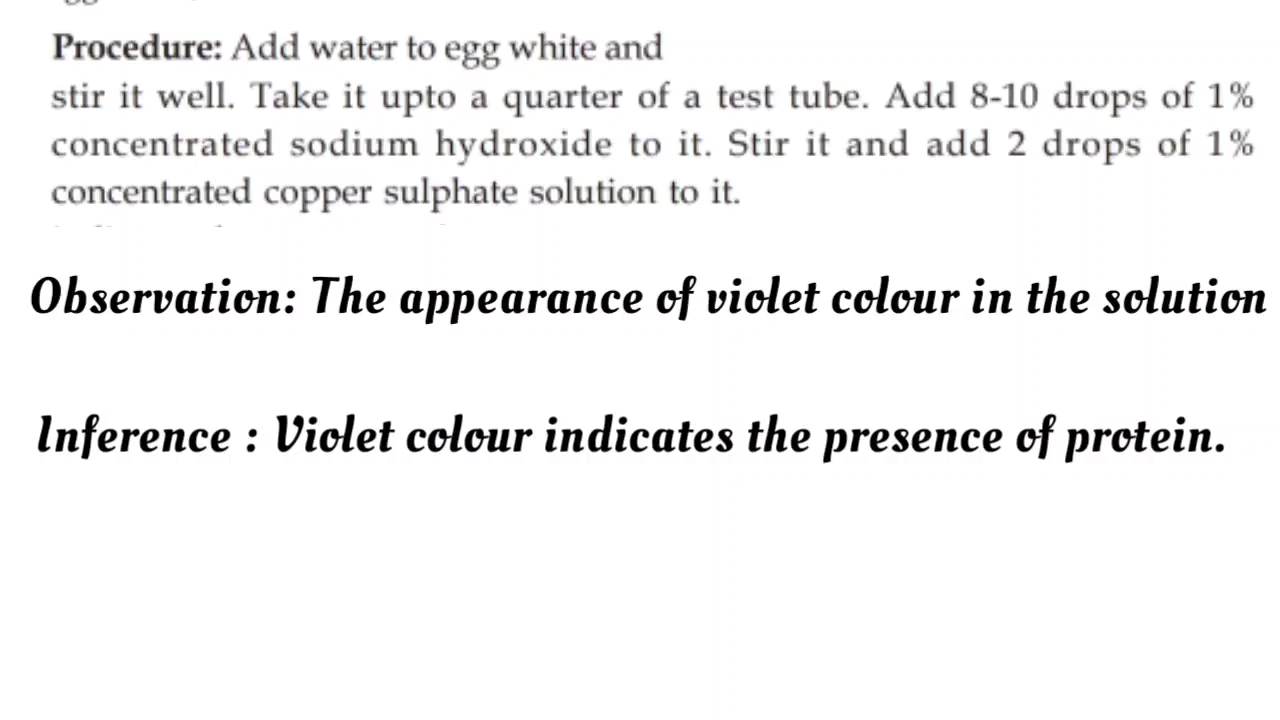 Procedure: Add water to egg white and
stir it well. Take it upto a quarter of a test tube. Add 8-10 drops of 1%
concentrated sodium hydroxide to it. Stir it and add 2 drops of 1%
concentrated copper sulphate solution to it.
Observation: The appearance of violet colour in the solution
Inference : Violet colour indicates the presence of protein.